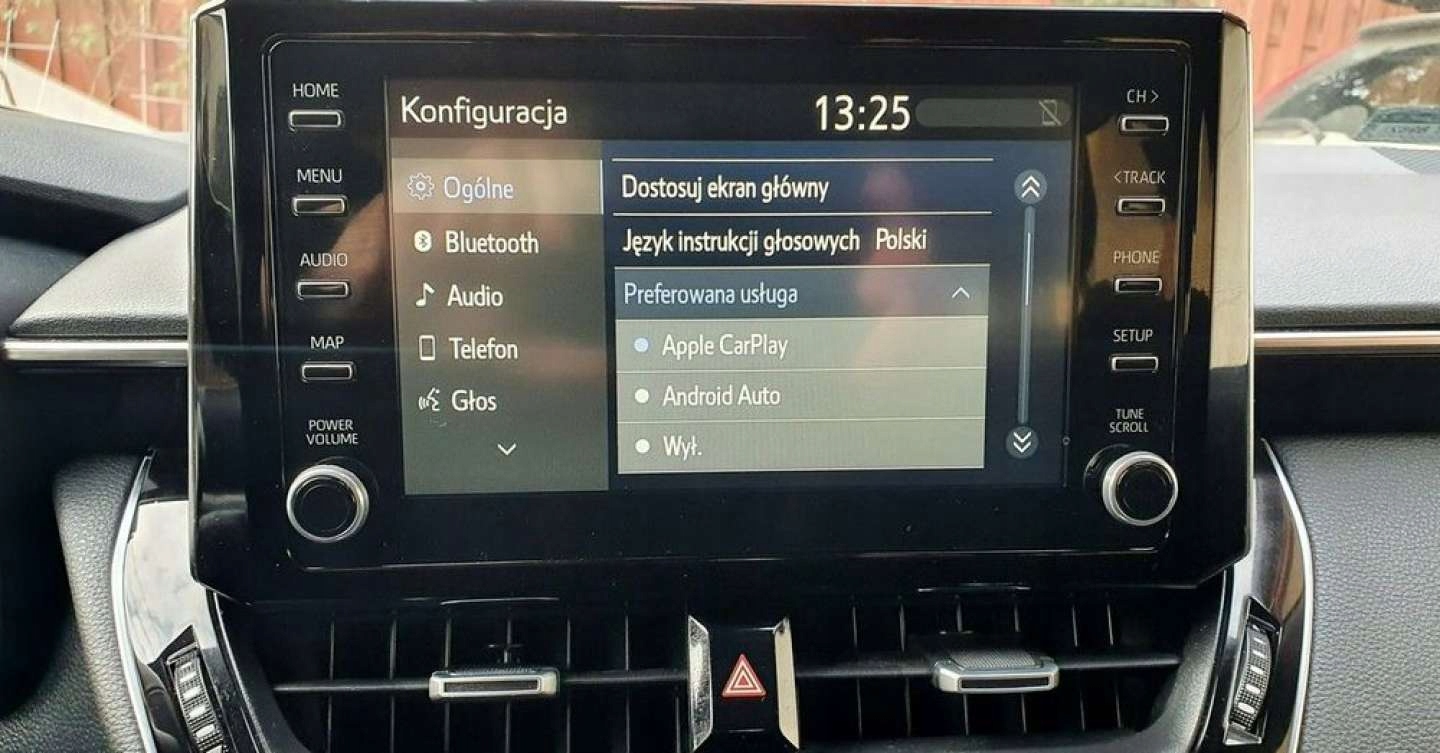 HOME
MENU
AUDIO
MAP
POWER
VOLUME
Konfiguracja 13:25
Ogólne
Bluetooth
Audio
Telefon
Głos
Dostosuj ekran główny
Język instrukcji głosowych Polski
Preferowana usługa
Apple CarPlay
Android Auto
Wył.
CH >
< TRACK
PHONE
SETUP
TUNE
SCROLL